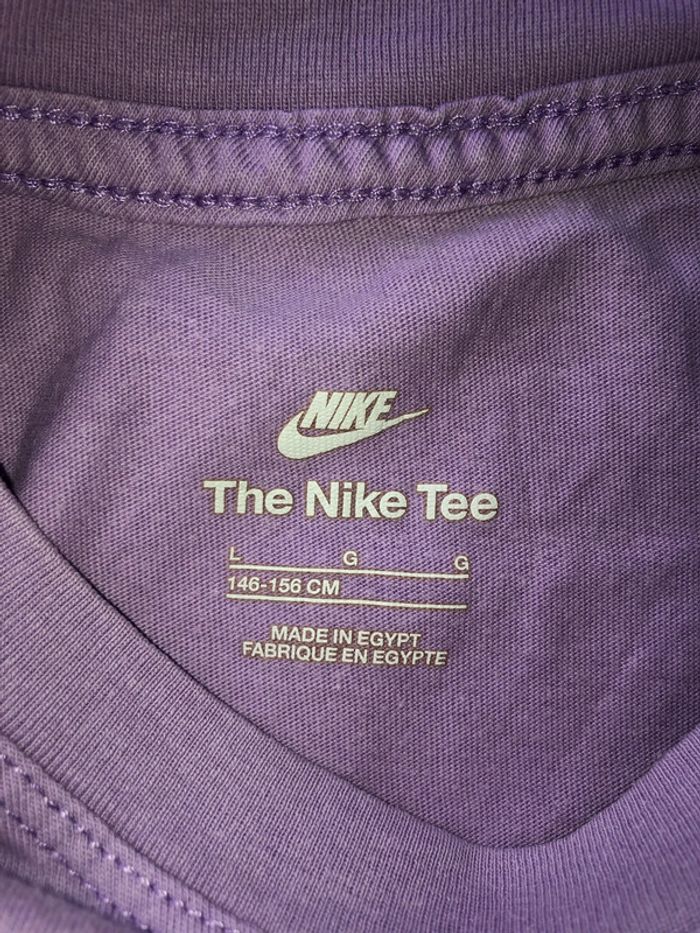 NIKE
The Nike Tee
L G G
146-156 CM
MADE IN EGYPT
FABRIQUE EN EGYPTE